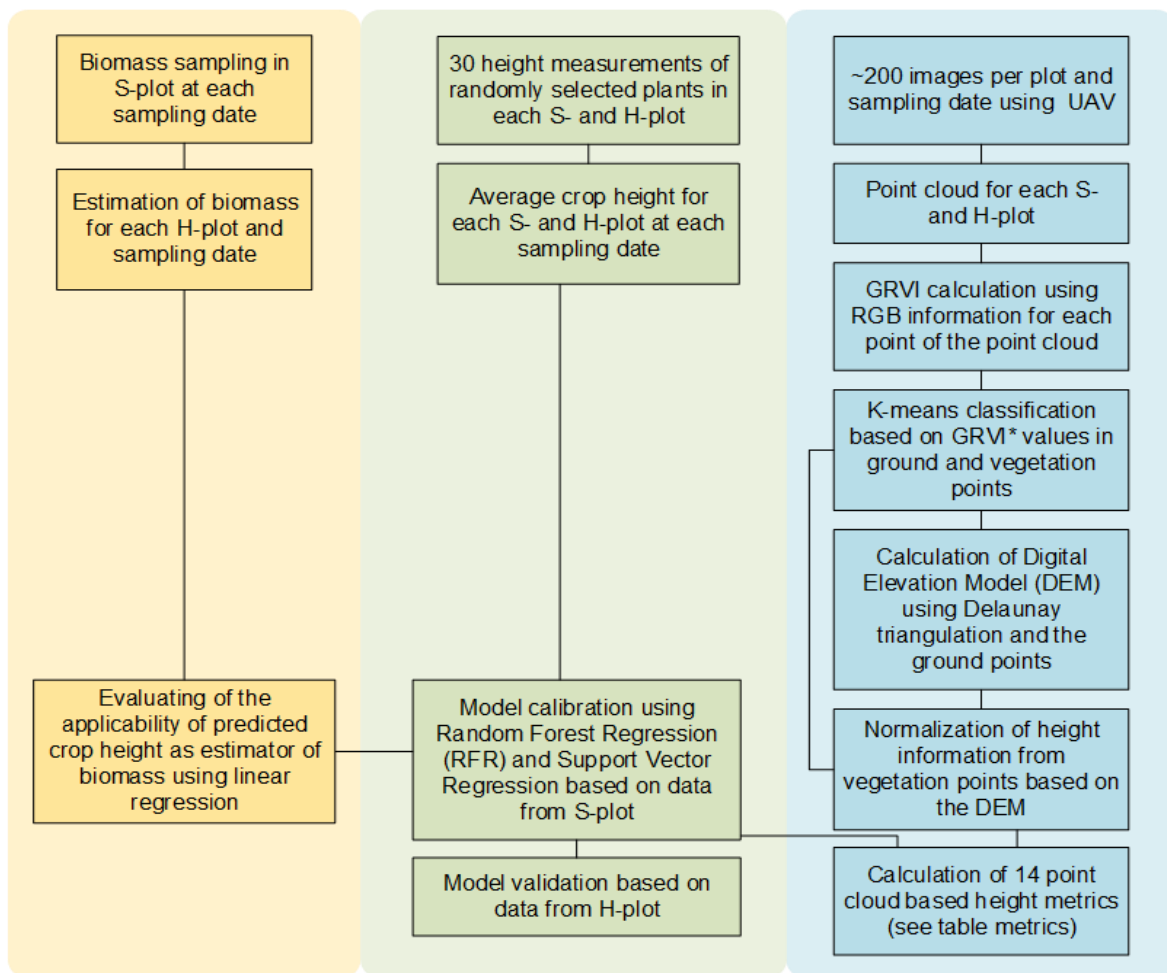 Biomass sampling in
S-plot at each
sampling date
Estimation of biomass
for each H-plot and
sampling date
Evaluating of the
applicability of predicted
crop height as estimator of
biomass using linear
regression
30 height measurements of
randomly selected plants in
each S- and H-plot
Average crop height for
each S- and H-plot at each
sampling date
Model calibration using
Random Forest Regression
(RFR) and Support Vector
Regression based on data
from S-plot
Model validation based on
data from H-plot
~200 images per plot and
sampling date using UAV
Point cloud for each S-
and H-plot
GRVI calculation using
RGB information for each
point of the point cloud
K-means classification
based on GRVI* values in
ground and vegetation
points
Calculation of Digital
Elevation Model (DEM)
using Delaunay
triangulation and the
ground points
Normalization of height
information from
vegetation points based on
the DEM
Calculation of 14 point
cloud based height metrics
(see table metrics)